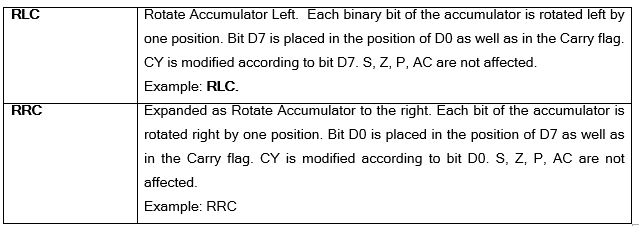 RLC
Rotate Accumulator Left.  Each binary bit of the accumulator is rotated left by
one position. Bit D7 is placed in the position of D0 as well as in the Carry flag.
CY is modified according to bit D7. S, Z, P, AC are not affected.
Example: RLC.
RRC
Expanded as Rotate Accumulator to the right. Each bit of the accumulator is
rotated right by one position. Bit D0 is placed in the position of D7 as well as
in the Carry flag. CY is modified according to bit D0. S, Z, P, AC are not
affected.
Example: RRC